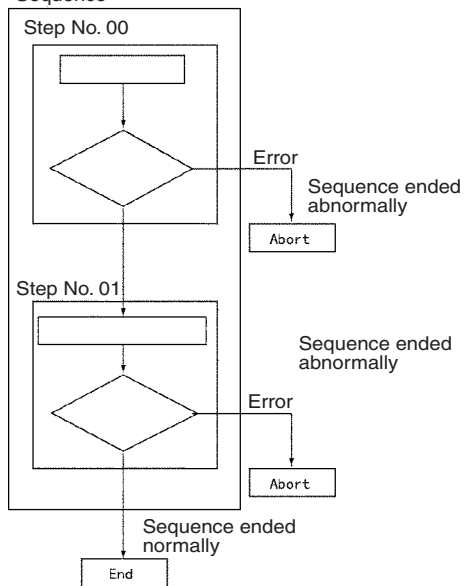 Sequence
Step No. 00
Error
Sequence ended
abnormally
Abort
Step No. 01
Sequence ended
abnormally
Error
Abort
Sequence ended
normally
End